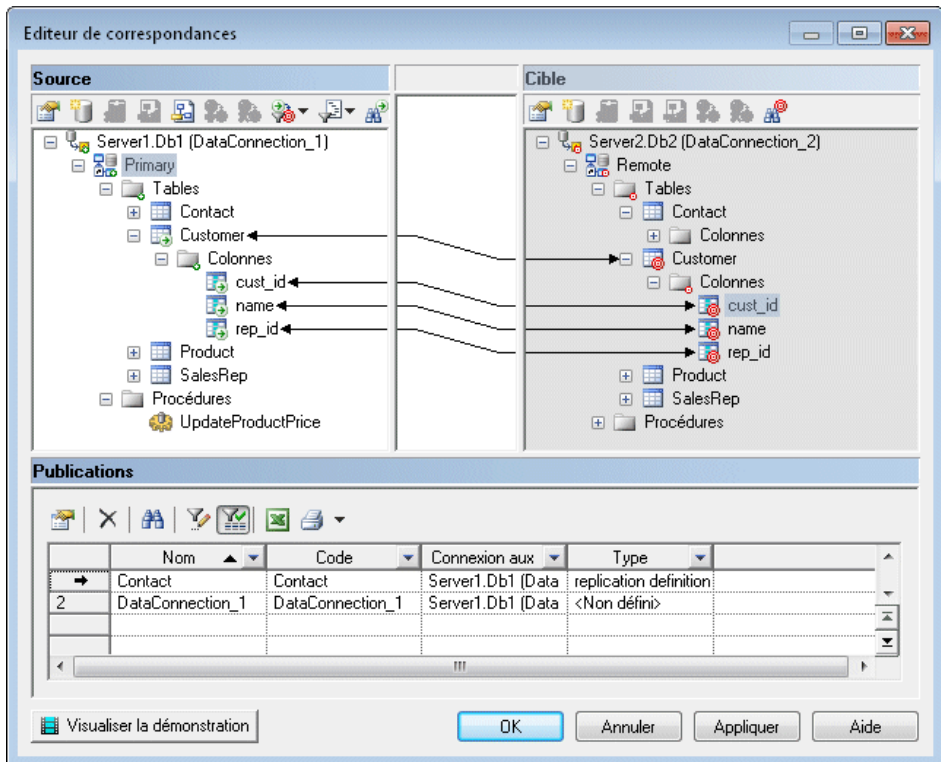 Editeur de correspondances
Source
Cible
Server1.Db1 (DataConnection_1)
Primary
Tables
Contact
Customer
Colonnes
cust_id
name
rep_id
Product
SalesRep
Procédures
UpdateProductPrice
Server2.Db2 (DataConnection_2)
Remote
Tables
Contact
Colonnes
Customer
Colonnes
cust_id
name
rep_id
Product
SalesRep
Procédures
Publications
Nom Code Connexion aux Type
Contact Contact Server1.Db1 (Data replication definition
2 DataConnection_1 DataConnection_1 Server1.Db1 (Data <Non défini>
Visualiser la démonstration OK Annuler Appliquer Aide